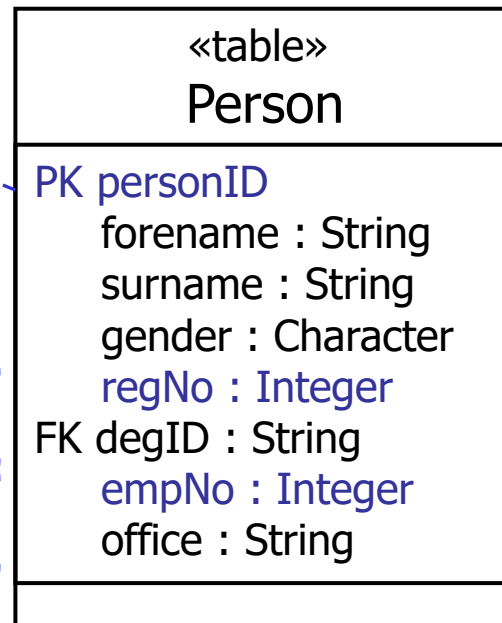 «table»
Person
PK personID
forename : String
surname : String
gender : Character
regNo : Integer
FK degID : String
empNo : Integer
office : String